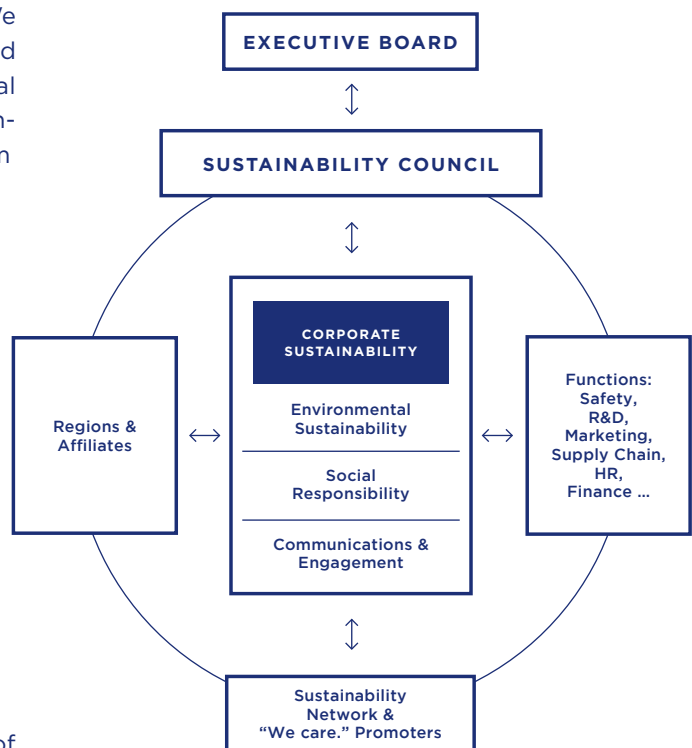 EXECUTIVE BOARD
SUSTAINABILITY COUNCIL
CORPORATE
SUSTAINABILITY
Environmental
Sustainability
Social
Responsibility
Communications &
Engagement
Regions &
Affiliates
Functions:
Safety,
R&D,
Marketing,
Supply Chain,
HR,
Finance ...
Sustainability
Network &
“We care.” Promoters
of